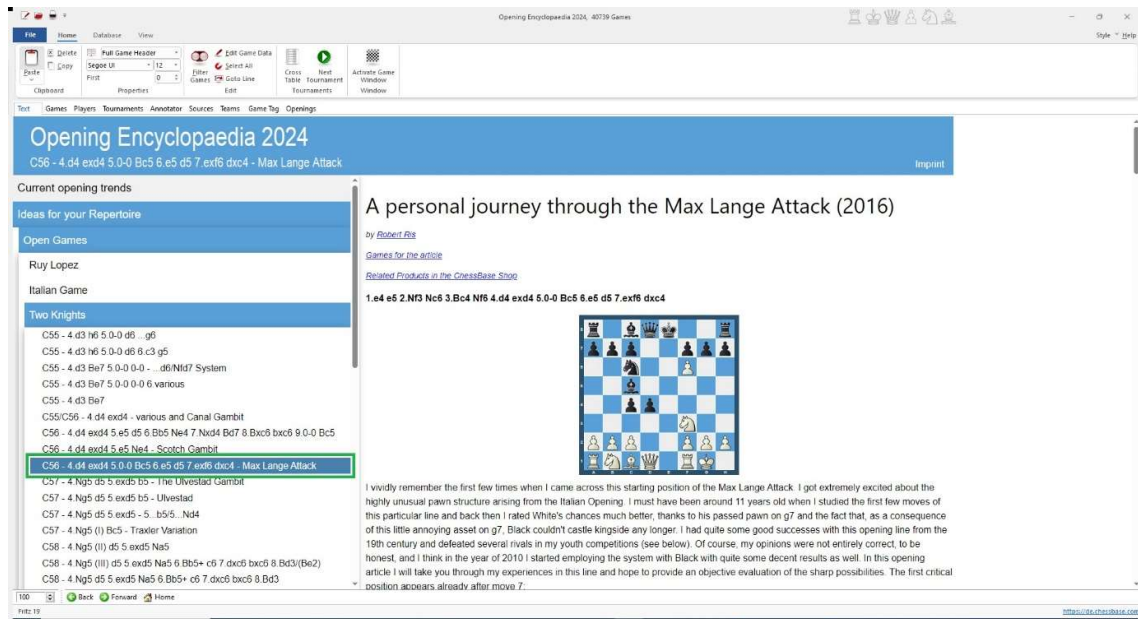 Opening Encyclopaedia 2024, 40739 Games
File Home Database View
Style Help
Paste
Delete
Copy
Clipboard
Full Game Header
Segoe UI 12
First 0
Properties
Filter Games
Edit Game Data
Select All
Goto Line
Edit
Cross Table
Next Tournament
Tournaments
Activate Game Window
Window
Text Games Players Tournaments Annotator Sources Teams Game Tag Openings
Opening Encyclopaedia 2024
C56 - 4.d4 exd4 5.0-0 Bc5 6.e5 d5 7.exf6 dxc4 - Max Lange Attack
Imprint
Current opening trends
Ideas for your Repertoire
Open Games
Ruy Lopez
Italian Game
Two Knights
C55 - 4.d3 h6 5.0-0 d6 ...g6
C55 - 4.d3 h6 5.0-0 d6 6.c3 g5
C55 - 4.d3 Be7 5.0-0 0-0 - ...d6/Nfd7 System
C55 - 4.d3 Be7 5.0-0 0-0 6.various
C55 - 4.d3 Be7
C55/C56 - 4.d4 exd4 - various and Canal Gambit
C56 - 4.d4 exd4 5.e5 d5 6.Bb5 Ne4 7.Nxd4 Bd7 8.Bxc6 bxc6 9.0-0 Bc5
C56 - 4.d4 exd4 5.e5 Ne4 - Scotch Gambit
C56 - 4.d4 exd4 5.0-0 Bc5 6.e5 d5 7.exf6 dxc4 - Max Lange Attack
C57 - 4.Ng5 d5 5.exd5 b5 - The Ulvestad Gambit
C57 - 4.Ng5 d5 5.exd5 b5 - Ulvestad
C57 - 4.Ng5 d5 5.exd5 - 5...b5/5...Nd4
C57 - 4.Ng5 (I) Bc5 - Traxler Variation
C58 - 4.Ng5 (II) d5 5.exd5 Na5
C58 - 4.Ng5 (III) d5 5.exd5 Na5 6.Bb5+ c6 7.dxc6 bxc6 8.Bd3/(Be2)
C58 - 4.Ng5 d5 5.exd5 Na5 6.Bb5+ c6 7.dxc6 bxc6 8.Bd3
A personal journey through the Max Lange Attack (2016)
by Robert Ris
Games for the article
Related Products in the ChessBase Shop
1.e4 e5 2.Nf3 Nc6 3.Bc4 Nf6 4.d4 exd4 5.0-0 Bc5 6.e5 d5 7.exf6 dxc4
I vividly remember the first few times when I came across this starting position of the Max Lange Attack. I got extremely excited about the
highly unusual pawn structure arising from the Italian Opening. I must have been around 11 years old when I studied the first few moves of
this particular line and back then I rated White's chances much better, thanks to his passed pawn on g7 and the fact that, as a consequence
of this little annoying asset on g7, Black couldn't castle kingside any longer. I had quite some good successes with this opening line from the
19th century and defeated several rivals in my youth competitions (see below). Of course, my opinions were not entirely correct, to be
honest, and I think in the year of 2010 I started employing the system with Black with quite some decent results as well. In this opening
article I will take you through my experiences in this line and hope to provide an objective evaluation of the sharp possibilities. The first critical
position appears already after move 7:
100 Back Forward Home
Fritz 19
https://de.chessbase.com